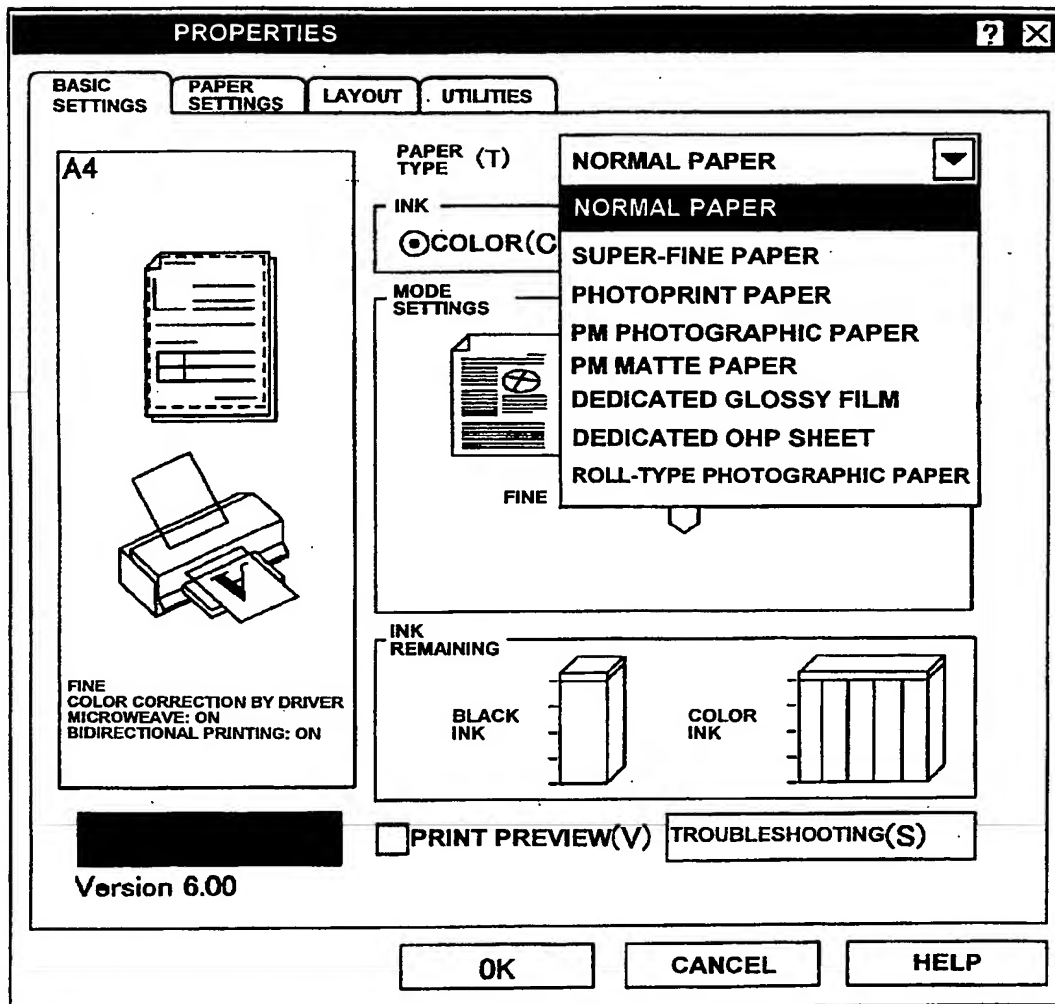 PROPERTIES
?
BASIC SETTINGS
PAPER SETTINGS
LAYOUT
UTILITIES
A4
PAPER TYPE (T)
NORMAL PAPER
NORMAL PAPER
SUPER-FINE PAPER
PHOTOPRINT PAPER
PM PHOTOGRAPHIC PAPER
PM MATTE PAPER
DEDICATED GLOSSY FILM
DEDICATED OHP SHEET
ROLL-TYPE PHOTOGRAPHIC PAPER
INK
COLOR(C
MODE SETTINGS
FINE
A
FINE
COLOR CORRECTION BY DRIVER
MICROWEAVE: ON
BIDIRECTIONAL PRINTING: ON
INK REMAINING
BLACK INK
COLOR INK
PRINT PREVIEW(V)
TROUBLESHOOTING(S)
Version 6.00
OK
CANCEL
HELP